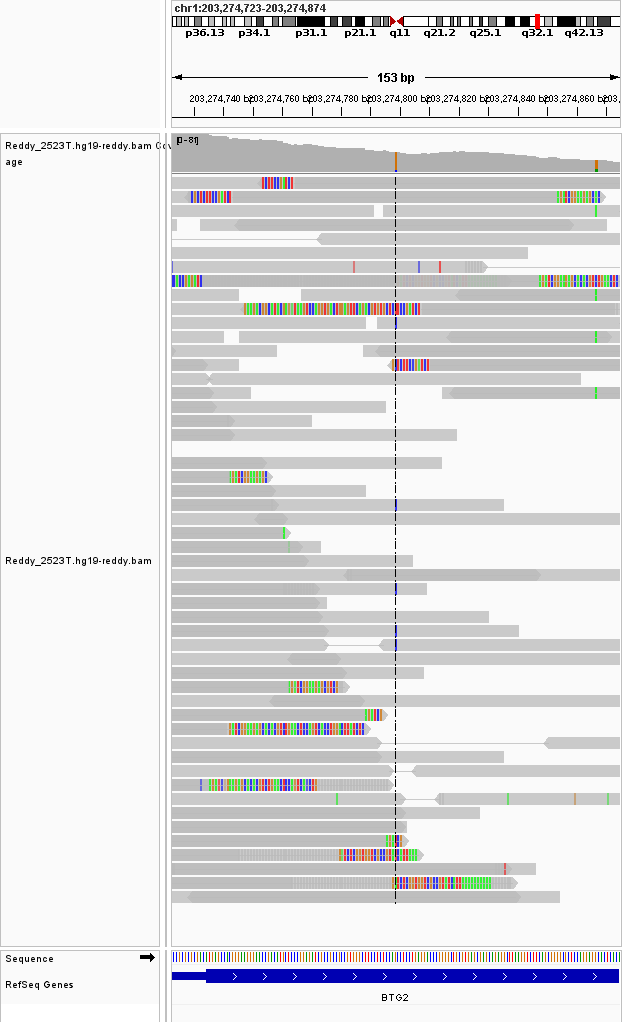 chr1:203,274,723-203,274,874
p36.13 p34.1 p31.1 p21.1 q11 q21.2 q25.1 q32.1 q42.13
153 bp
203,274,740 bp 203,274,760 bp 203,274,780 bp 203,274,800 bp 203,274,820 bp 203,274,840 bp 203,274,860 bp 203,
Reddy_2523T.hg19-reddy.bam Cov
age
[0-81]
Reddy_2523T.hg19-reddy.bam
Sequence
RefSeq Genes
BTG2